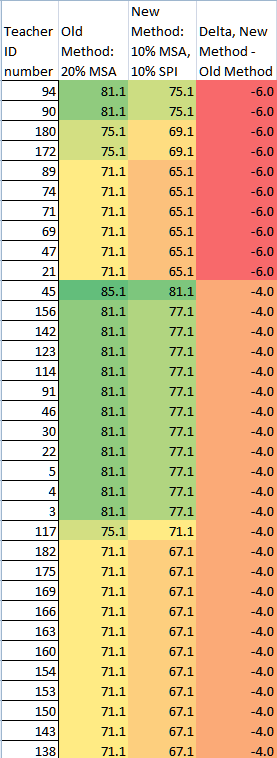 Teacher ID number Old Method: 20% MSA New Method: 10% MSA, 10% SPI Delta, New Method - Old Method
94 81.1 75.1 -6.0
90 81.1 75.1 -6.0
180 75.1 69.1 -6.0
172 75.1 69.1 -6.0
89 71.1 65.1 -6.0
74 71.1 65.1 -6.0
71 71.1 65.1 -6.0
69 71.1 65.1 -6.0
47 71.1 65.1 -6.0
21 71.1 65.1 -6.0
45 85.1 81.1 -4.0
156 81.1 77.1 -4.0
142 81.1 77.1 -4.0
123 81.1 77.1 -4.0
114 81.1 77.1 -4.0
91 81.1 77.1 -4.0
46 81.1 77.1 -4.0
30 81.1 77.1 -4.0
22 81.1 77.1 -4.0
5 81.1 77.1 -4.0
4 81.1 77.1 -4.0
3 81.1 77.1 -4.0
117 75.1 71.1 -4.0
182 71.1 67.1 -4.0
175 71.1 67.1 -4.0
169 71.1 67.1 -4.0
166 71.1 67.1 -4.0
163 71.1 67.1 -4.0
160 71.1 67.1 -4.0
154 71.1 67.1 -4.0
153 71.1 67.1 -4.0
150 71.1 67.1 -4.0
143 71.1 67.1 -4.0
138 71.1 67.1 -4.0